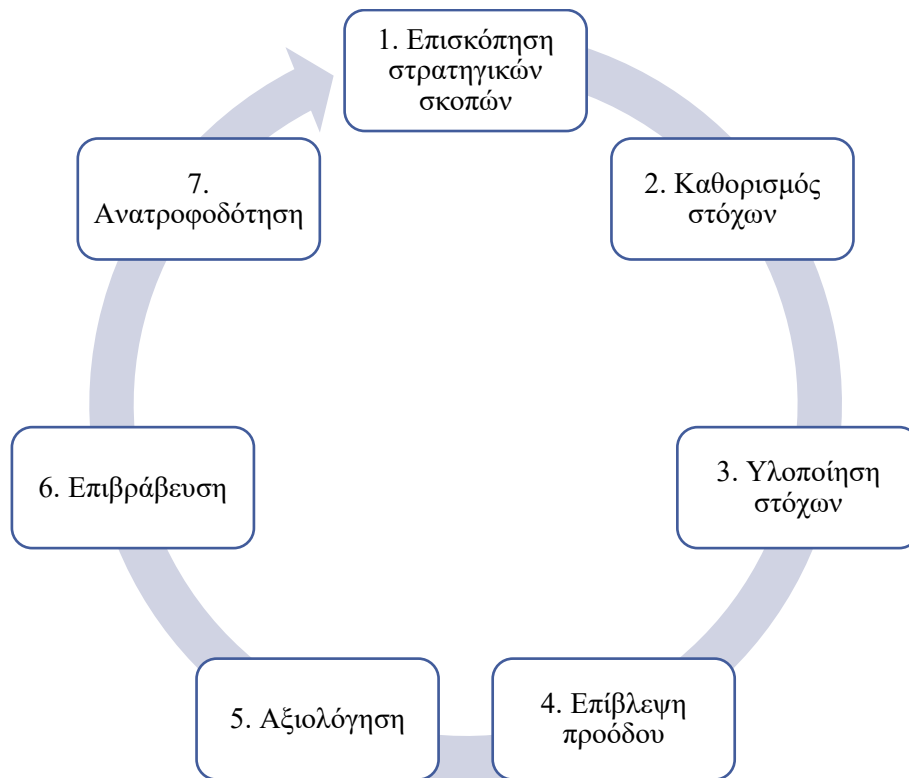 1. Επισκόπηση
στρατηγικών
σκοπών
2. Καθορισμός
στόχων
3. Υλοποίηση
στόχων
4. Επίβλεψη
προόδου
5. Αξιολόγηση
6. Επιβράβευση
7.
Ανατροφοδότηση